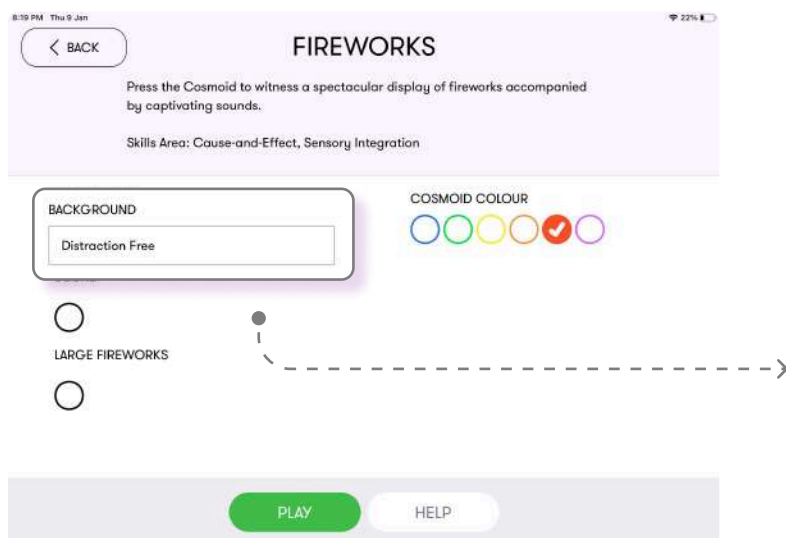 8:19 PM Thu 9 Jan
22%
BACK
FIREWORKS
Press the Cosmoid to witness a spectacular display of fireworks accompanied
by captivating sounds.
Skills Area: Cause-and-Effect, Sensory Integration
BACKGROUND
Distraction Free
COSMOID COLOUR
LARGE FIREWORKS
PLAY
HELP